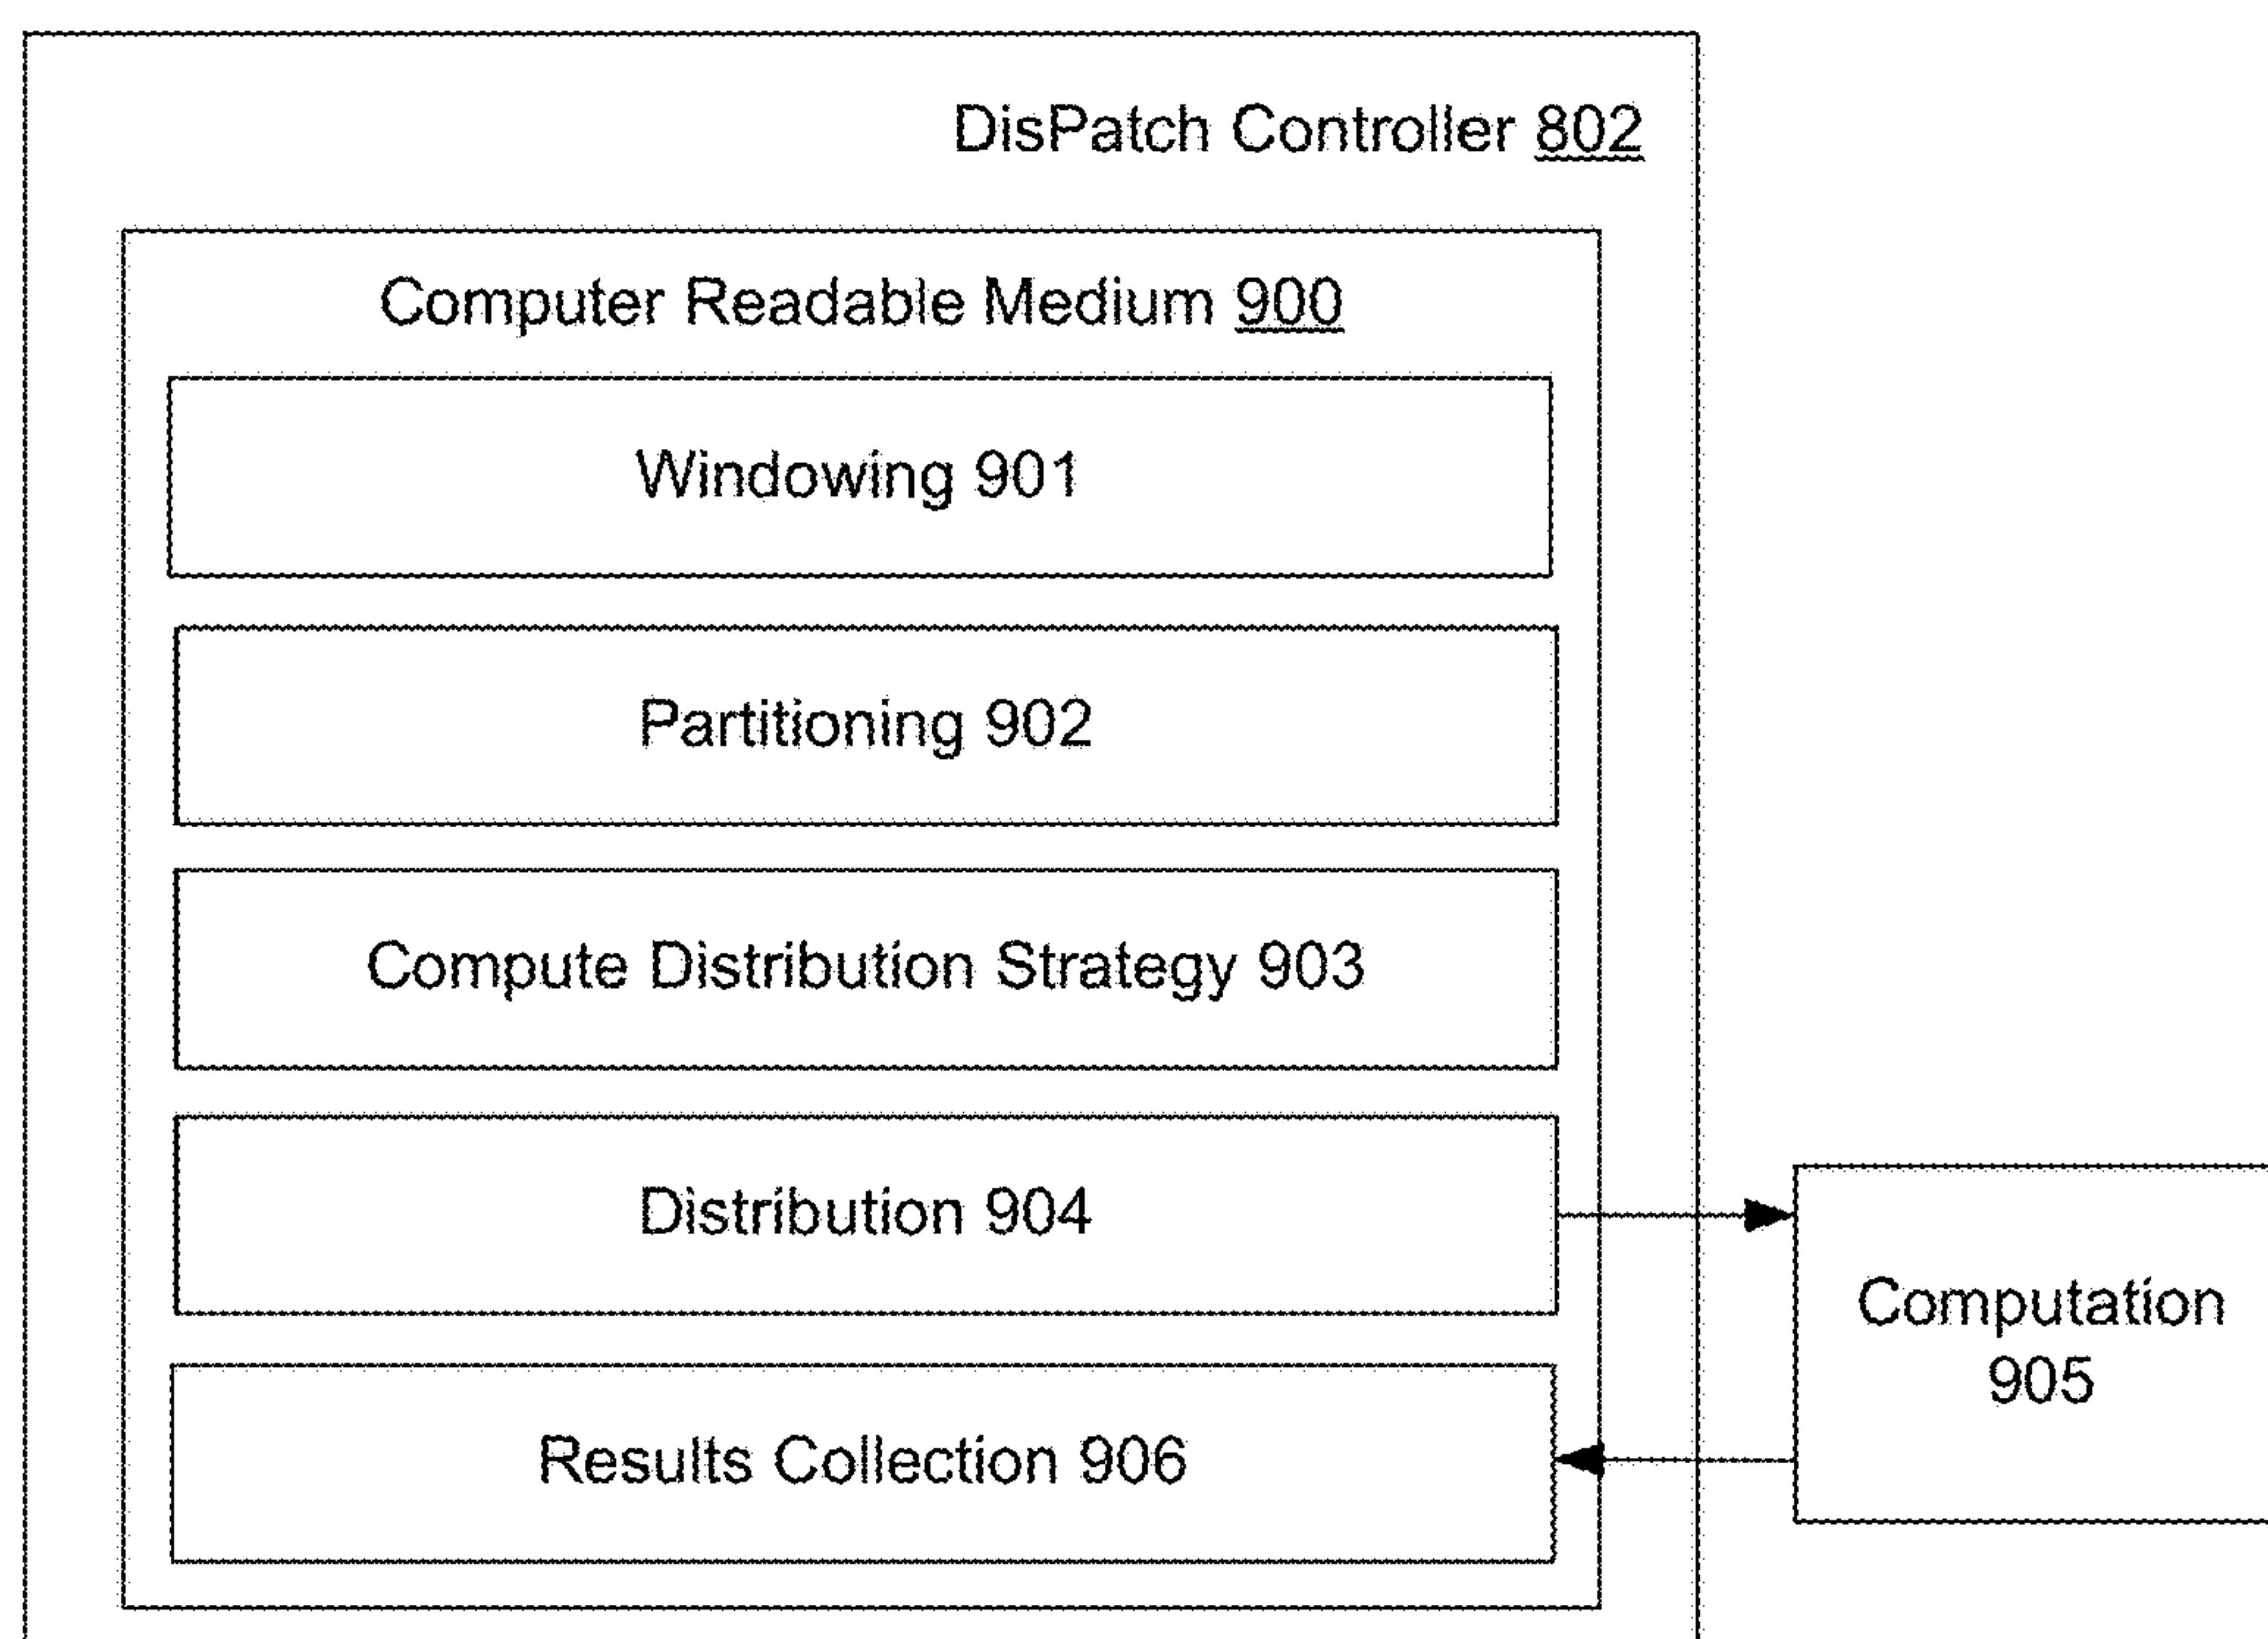 DisPatch Controller 802
Computer Readable Medium 900
Windowing 901
Partitioning 902
Compute Distribution Strategy 903
Distribution 904
Computation
905
Results Collection 906